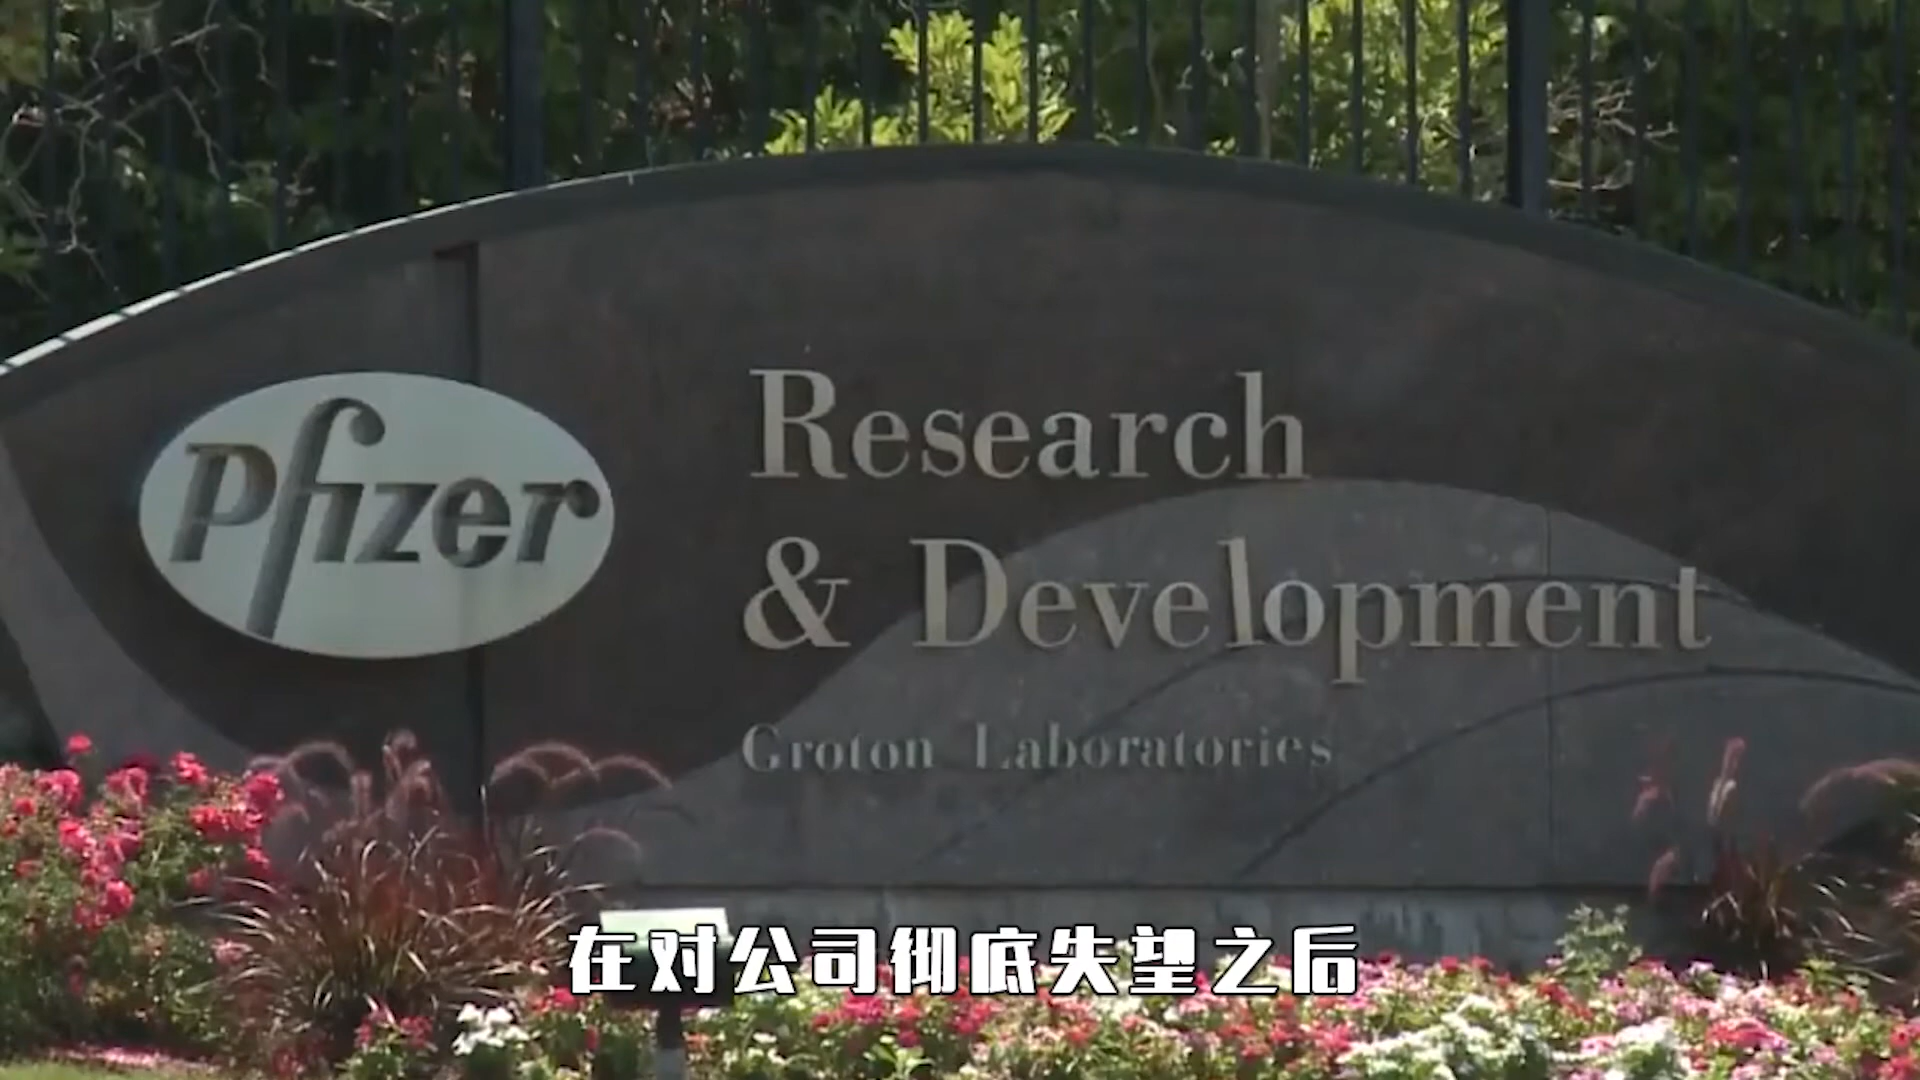 Pfizer
Research
& Development
Groton Laboratories
在对公司彻底失望之后